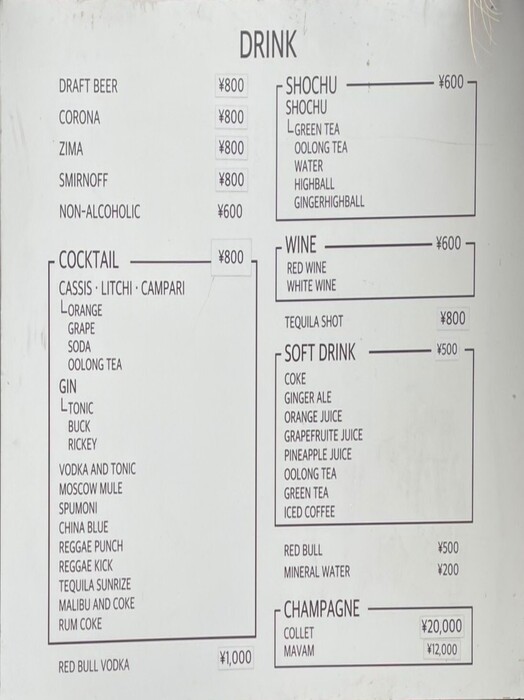 DRINK
DRAFT BEER ¥800
CORONA ¥800
ZIMA ¥800
SMIRNOFF ¥800
NON-ALCOHOLIC ¥600
COCKTAIL ¥800
CASSIS・LITCHI・CAMPARI
ORANGE
GRAPE
SODA
OOLONG TEA
GIN
TONIC
BUCK
RICKEY
VODKA AND TONIC
MOSCOW MULE
SPUMONI
CHINA BLUE
REGGAE PUNCH
REGGAE KICK
TEQUILA SUNRIZE
MALIBU AND COKE
RUM COKE
RED BULL VODKA ¥1,000
SHOCHU ¥600
SHOCHU
GREEN TEA
OOLONG TEA
WATER
HIGHBALL
GINGERHIGHBALL
WINE ¥600
RED WINE
WHITE WINE
TEQUILA SHOT ¥800
SOFT DRINK ¥500
COKE
GINGER ALE
ORANGE JUICE
GRAPEFRUITE JUICE
PINEAPPLE JUICE
OOLONG TEA
GREEN TEA
ICED COFFEE
RED BULL ¥500
MINERAL WATER ¥200
CHAMPAGNE
COLLET ¥20,000
MAVAM ¥12,000